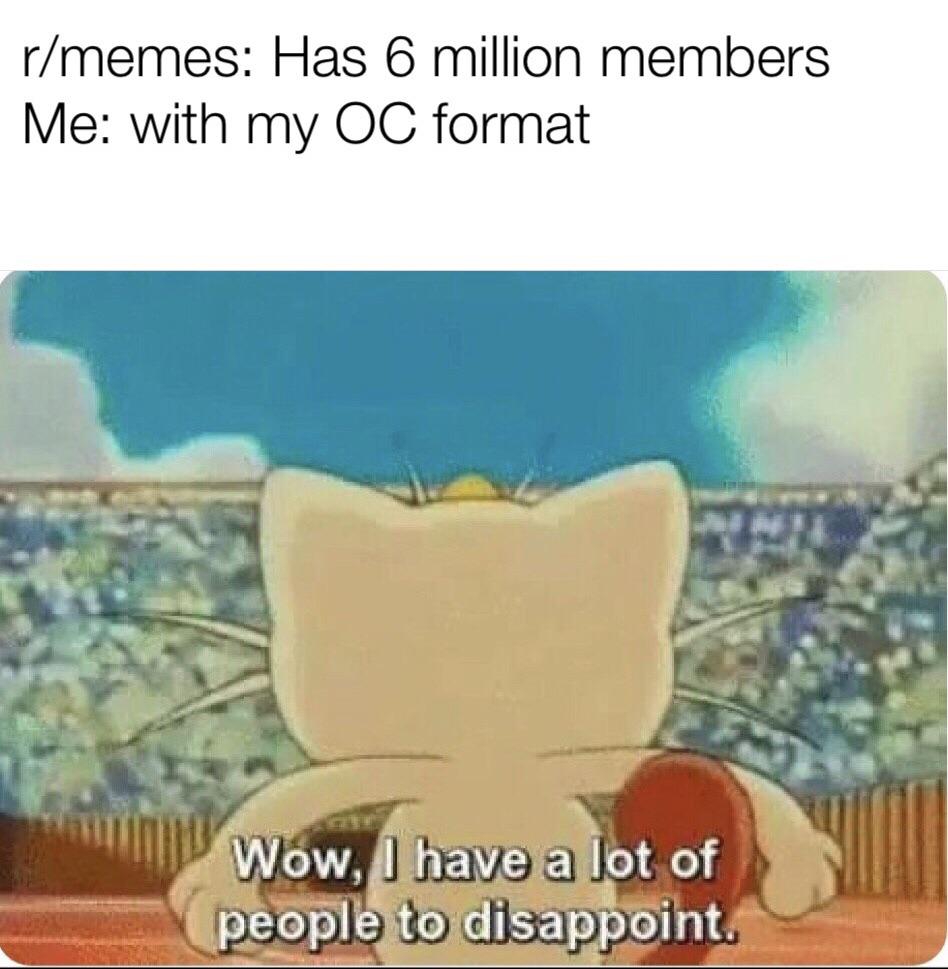 r/memes: Has 6 million members
Me: with my OC format
Wow, I have a lot of
people to disappoint.